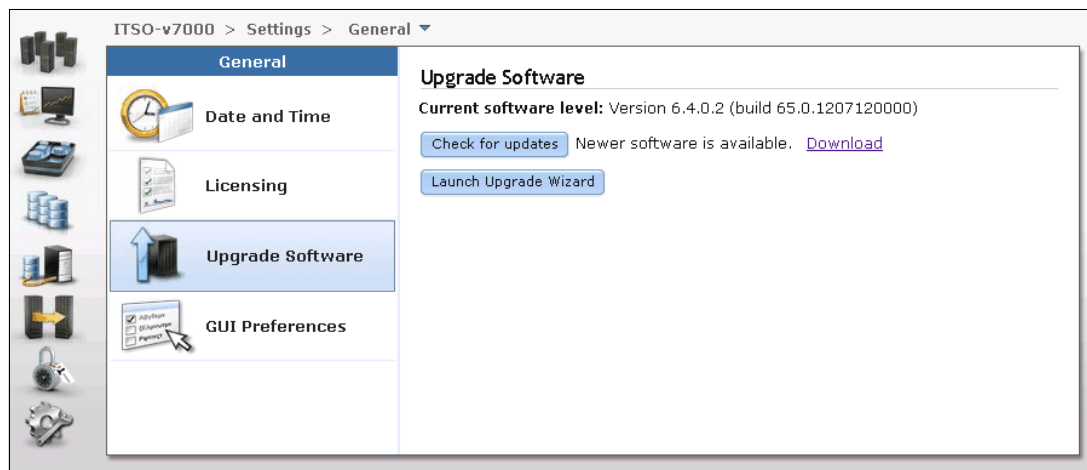 ITSO-v7000 > Settings > General
General
Date and Time
Licensing
Upgrade Software
GUI Preferences
Upgrade Software
Current software level: Version 6.4.0.2 (build 65.0.1207120000)
Check for updates Newer software is available. Download
Launch Upgrade Wizard